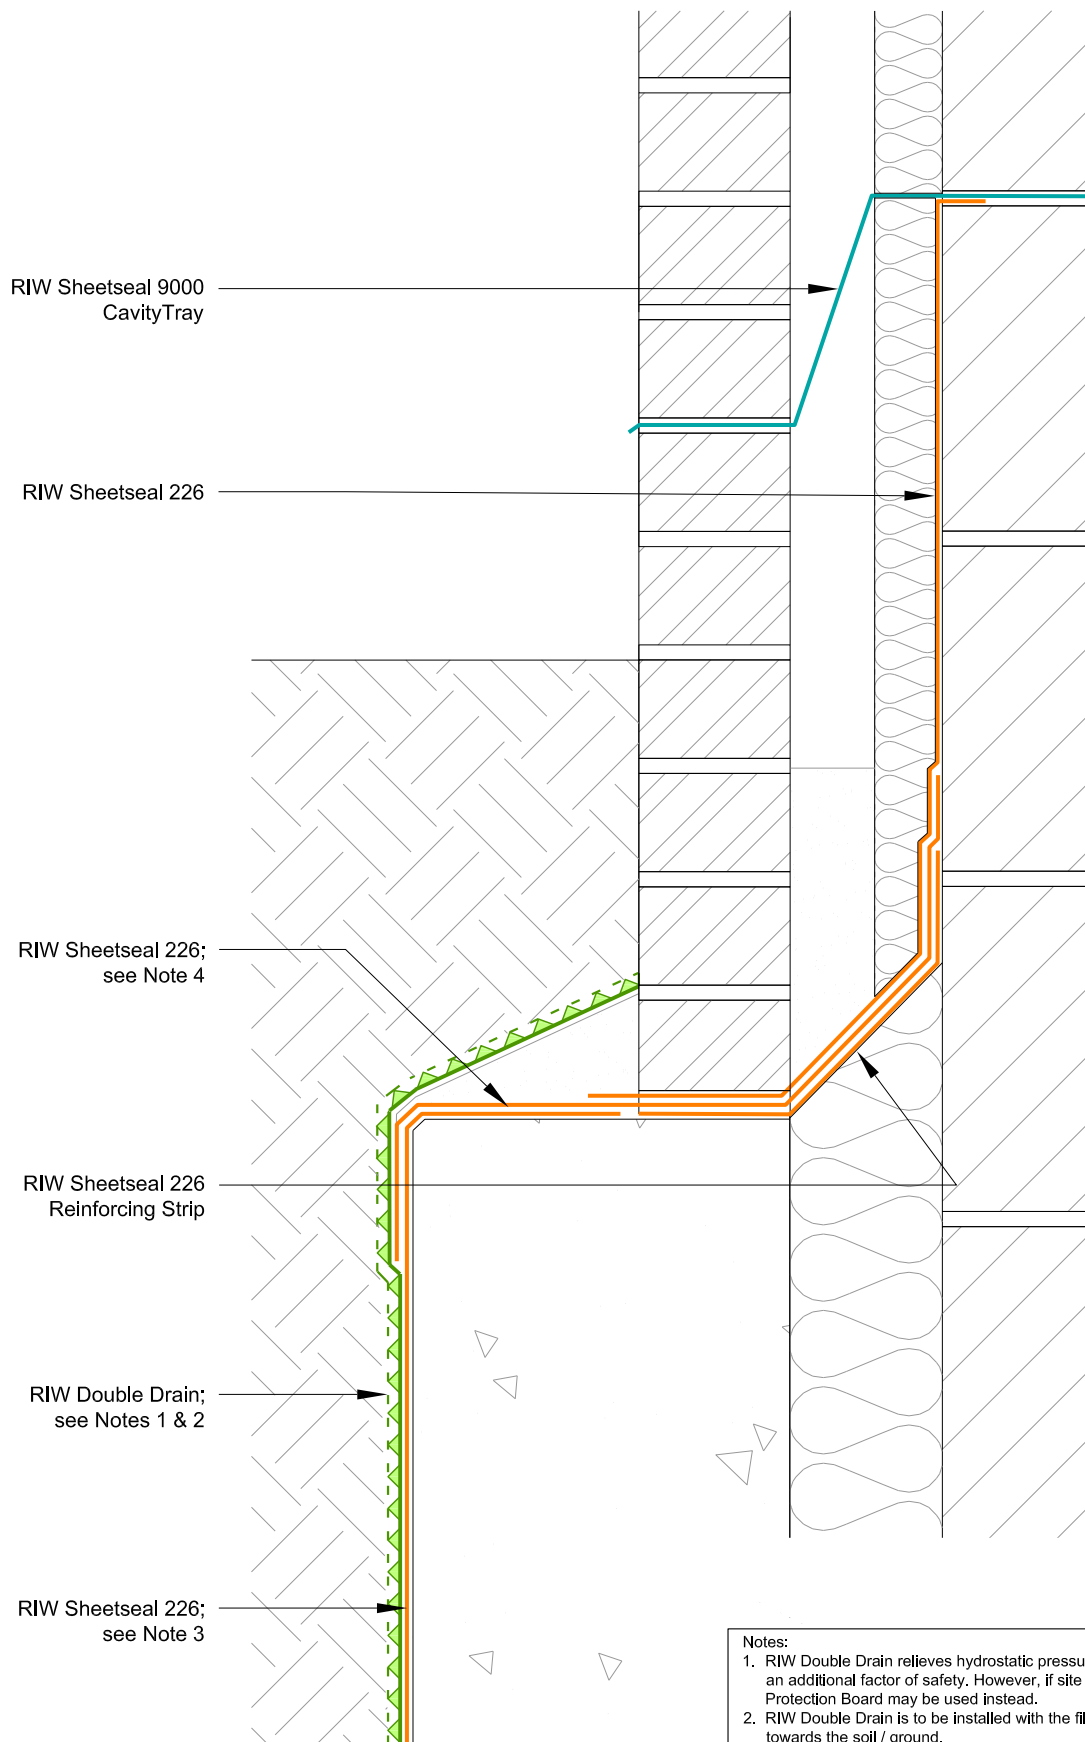 RIW Sheetseal 9000
CavityTray
RIW Sheetseal 226
RIW Sheetseal 226;
see Note 4
RIW Sheetseal 226
Reinforcing Strip
RIW Double Drain;
see Notes 1 & 2
RIW Sheetseal 226;
see Note 3
Notes:
1. RIW Double Drain relieves hydrostatic
an additional factor of safety. However, if site
Protection Board may be used instead.
2. RIW Double Drain is to be installed with the
towards the soil / ground.